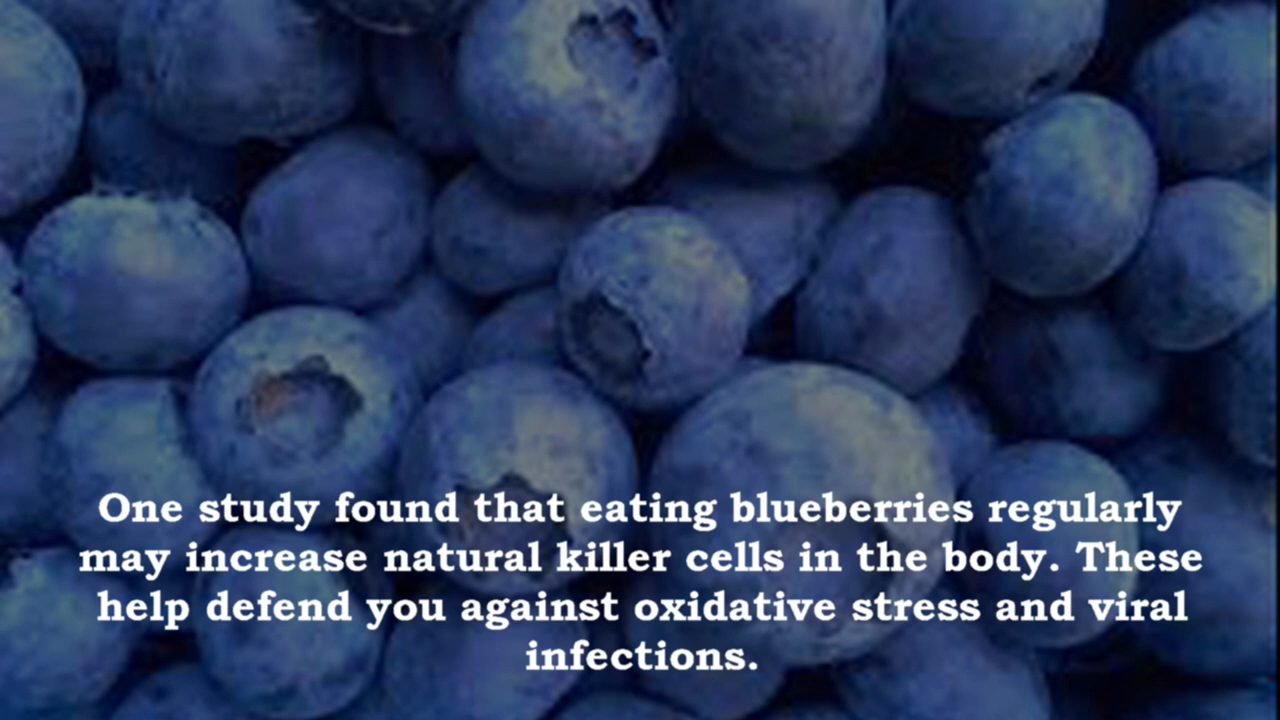 One study found that eating blueberries regularly
may increase natural killer cells in the body. These
help defend you against oxidative stress and viral
infections.